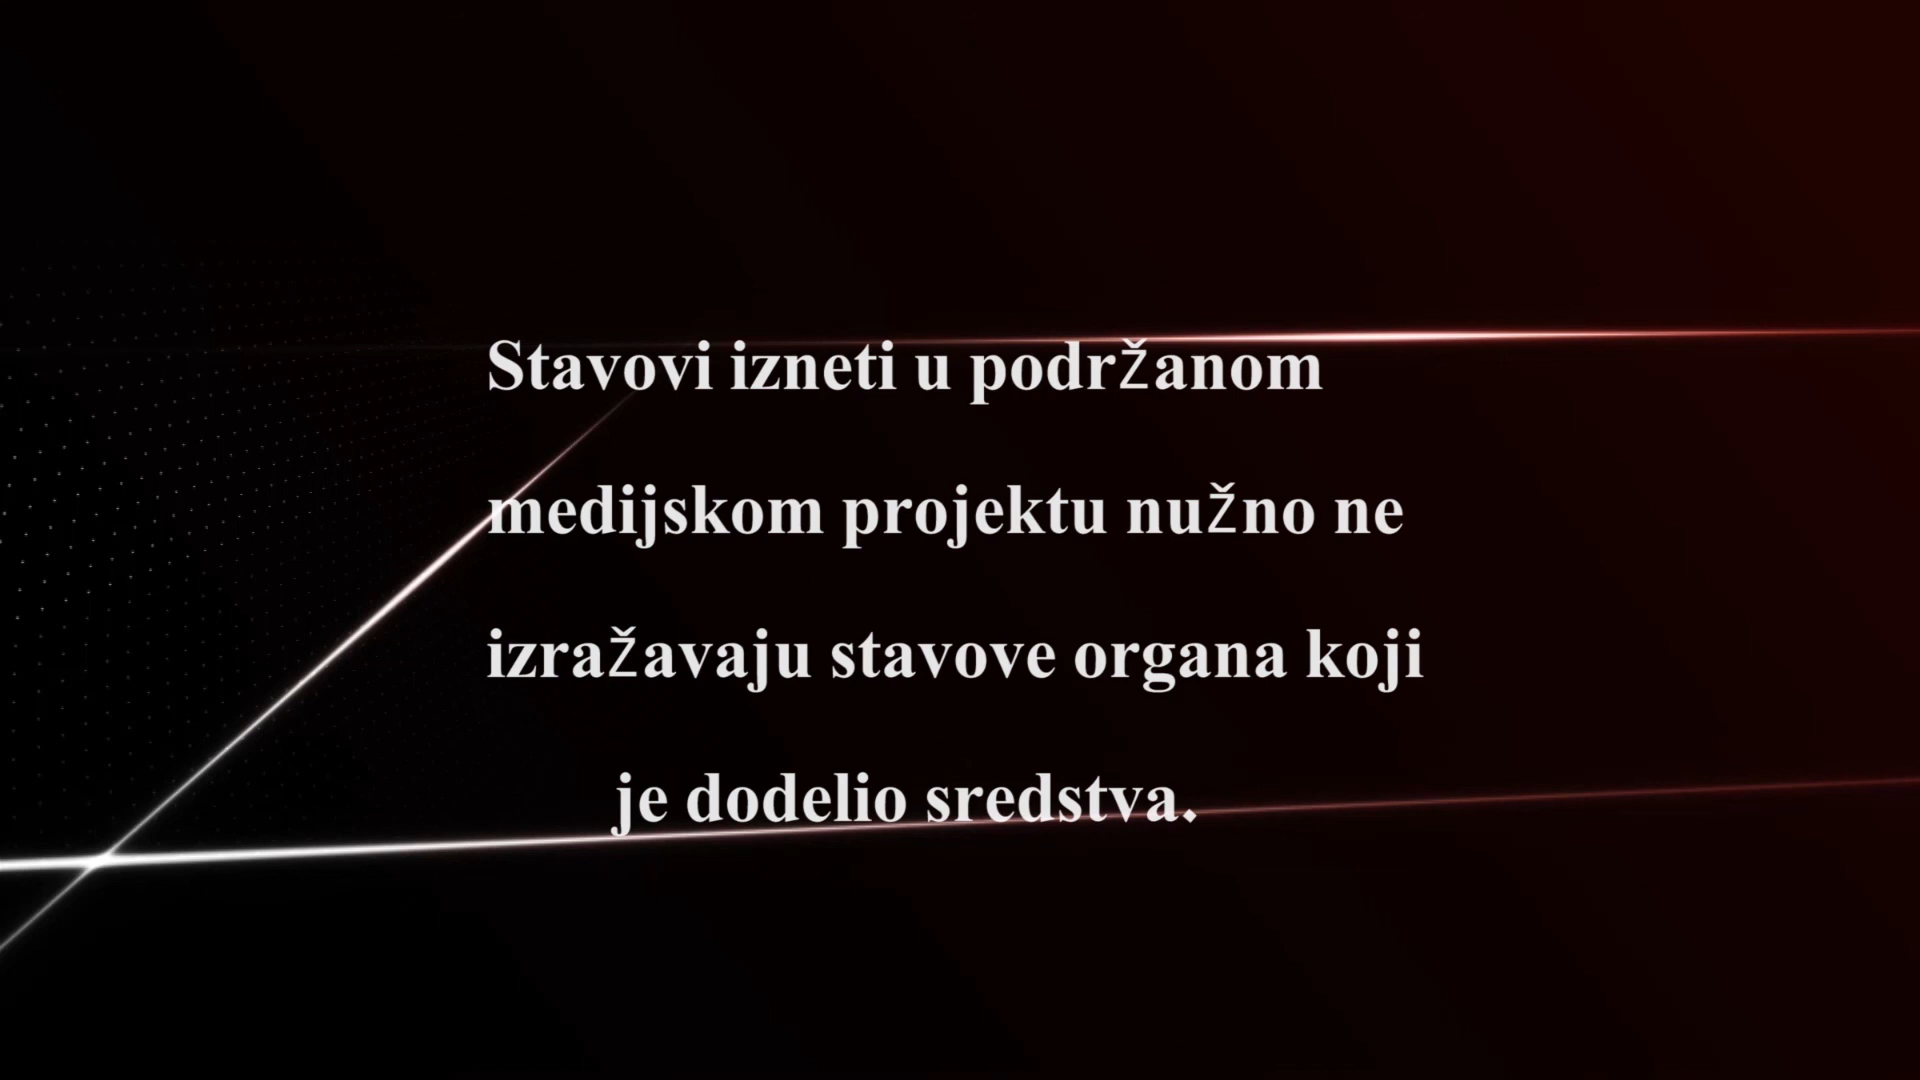 Stavovi izneti u podržanom
medijskom projektu nužno ne
izražavaju stavove organa koji
je dodelio sredstva.